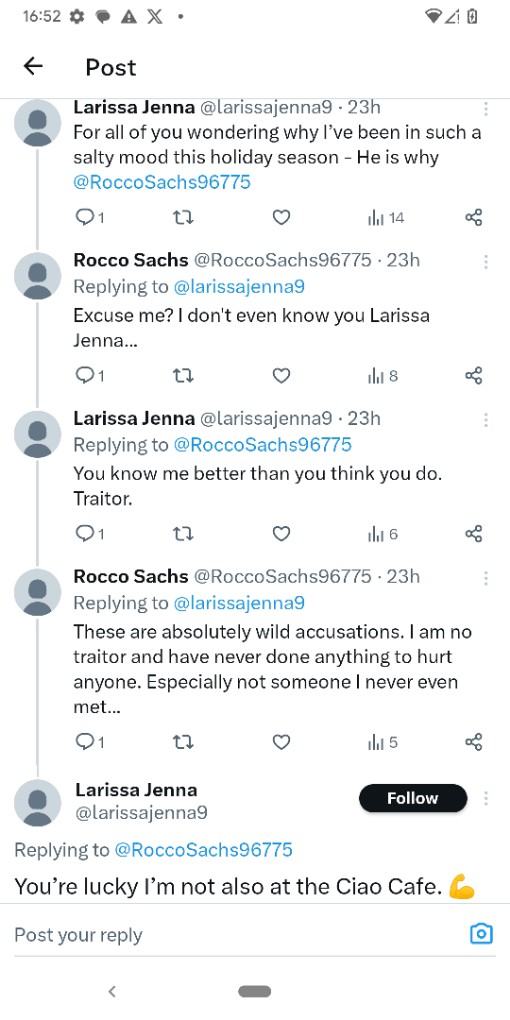 16:52
Post
Larissa Jenna @larissajenna9 · 23h
For all of you wondering why I’ve been in such a
salty mood this holiday season - He is why
@RoccoSachs96775
1 14
Rocco Sachs @RoccoSachs96775 · 23h
Replying to @larissajenna9
Excuse me? I don't even know you Larissa
Jenna...
1 8
Larissa Jenna @larissajenna9 · 23h
Replying to @RoccoSachs96775
You know me better than you think you do.
Traitor.
1 6
Rocco Sachs @RoccoSachs96775 · 23h
Replying to @larissajenna9
These are absolutely wild accusations. I am no
traitor and have never done anything to hurt
anyone. Especially not someone I never even
met...
1 5
Larissa Jenna
Follow
@larissajenna9
Replying to @RoccoSachs96775
You’re lucky I’m not also at the Ciao Cafe. 💪
Post your reply